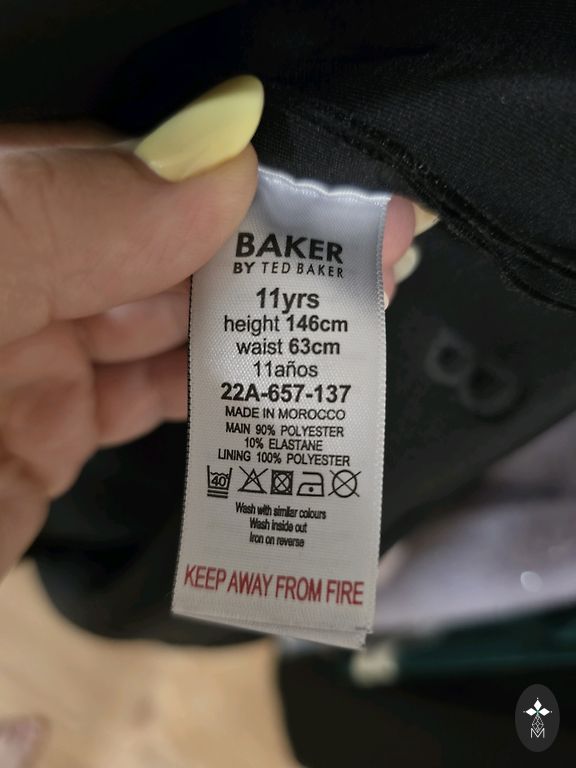 BAKER
BY TED BAKER
11yrs
height 146cm
waist 63cm
11años
22A-657-137
MADE IN MOROCCO
MAIN 90% POLYESTER
10% ELASTANE
LINING 100% POLYESTER
40
Wash with similar colours
Wash inside out
Iron on reverse
KEEP AWAY FROM FIRE
M